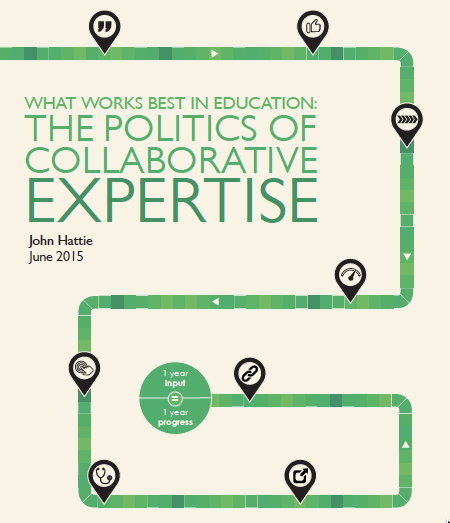 WHAT WORKS BEST IN EDUCATION:
THE POLITICS OF
COLLABORATIVE
EXPERTISE
John Hattie
June 2015
1 year
Input
=
1 year
progress